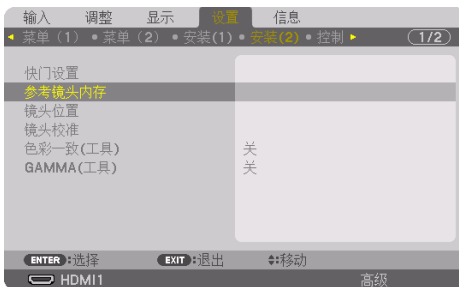 输入 调整 显示 设置 信息
◂ 菜单（1） ● 菜单（2） ● 安装(1) ● 安装(2) ● 控制 ▸ 1/2
快门设置
参考镜头内存
镜头位置
镜头校准
色彩一致(工具) 关
GAMMA(工具) 关
ENTER:选择 EXIT:退出 ♦:移动
HDMI1 高级